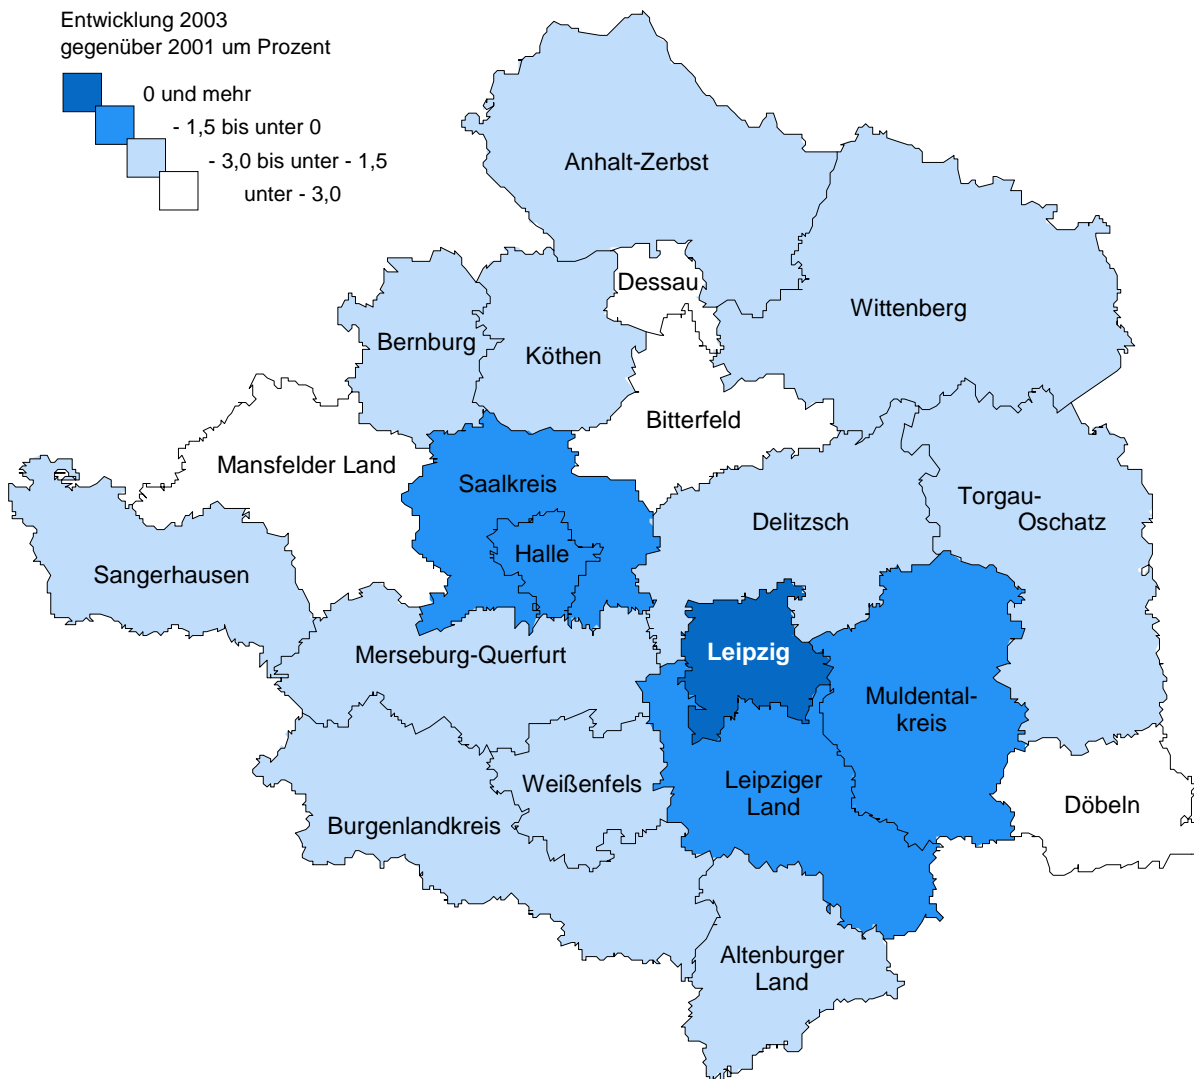 Entwicklung 2003
gegenüber 2001 um Prozent
0 und mehr
- 1,5 bis unter 0
- 3,0 bis unter - 1,5
unter - 3,0
Anhalt-Zerbst
Dessau
Wittenberg
Bernburg
Köthen
Bitterfeld
Mansfelder Land
Saalkreis
Torgau-
Oschatz
Delitzsch
Halle
Sangerhausen
Merseburg-Querfurt
Leipzig
Muldental-
kreis
Weißenfels
Leipziger
Land
Döbeln
Burgenlandkreis
Altenburger
Land